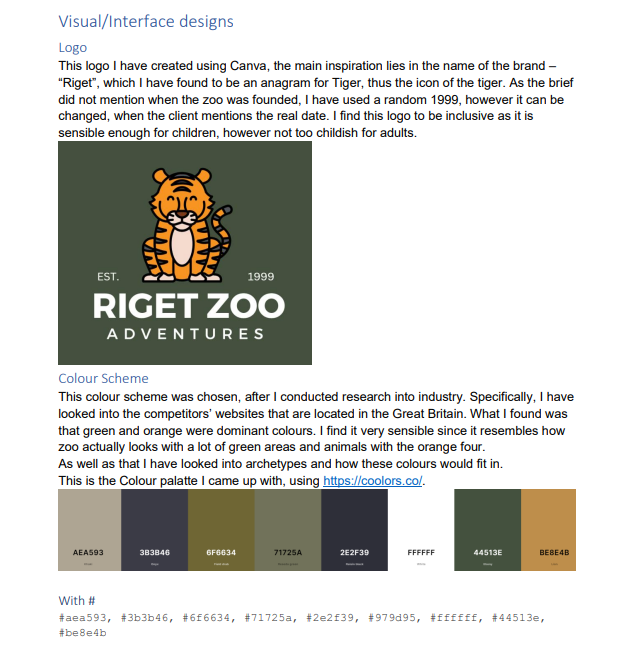 Visual/Interface designs
Logo
This logo I have created using Canva, the main inspiration lies in the name of the brand –
“Riget”, which I have found to be an anagram for Tiger, thus the icon of the tiger. As the brief
did not mention when the zoo was founded, I have used a random 1999, however it can be
changed, when the client mentions the real date. I find this logo to be inclusive as it is
sensible enough for children, however not too childish for adults.
EST. 1999
RIGET ZOO
ADVENTURES
Colour Scheme
This colour scheme was chosen, after I conducted research into industry. Specifically, I have
looked into the competitors’ websites that are located in the Great Britain. What I found was
that green and orange were dominant colours. I find it very sensible since it resembles how
zoo actually looks with a lot of green areas and animals with the orange four.
As well as that I have looked into archetypes and how these colours would fit in.
This is the Colour palatte I came up with, using https://coolors.co/.
AEA593 3B3B46 6F6634 71725A 2E2F39 FFFFFF 44513E BE8E4B
With #
#aea593, #3b3b46, #6f6634, #71725a, #2e2f39, #979d95, #ffffff, #44513e,
#be8e4b